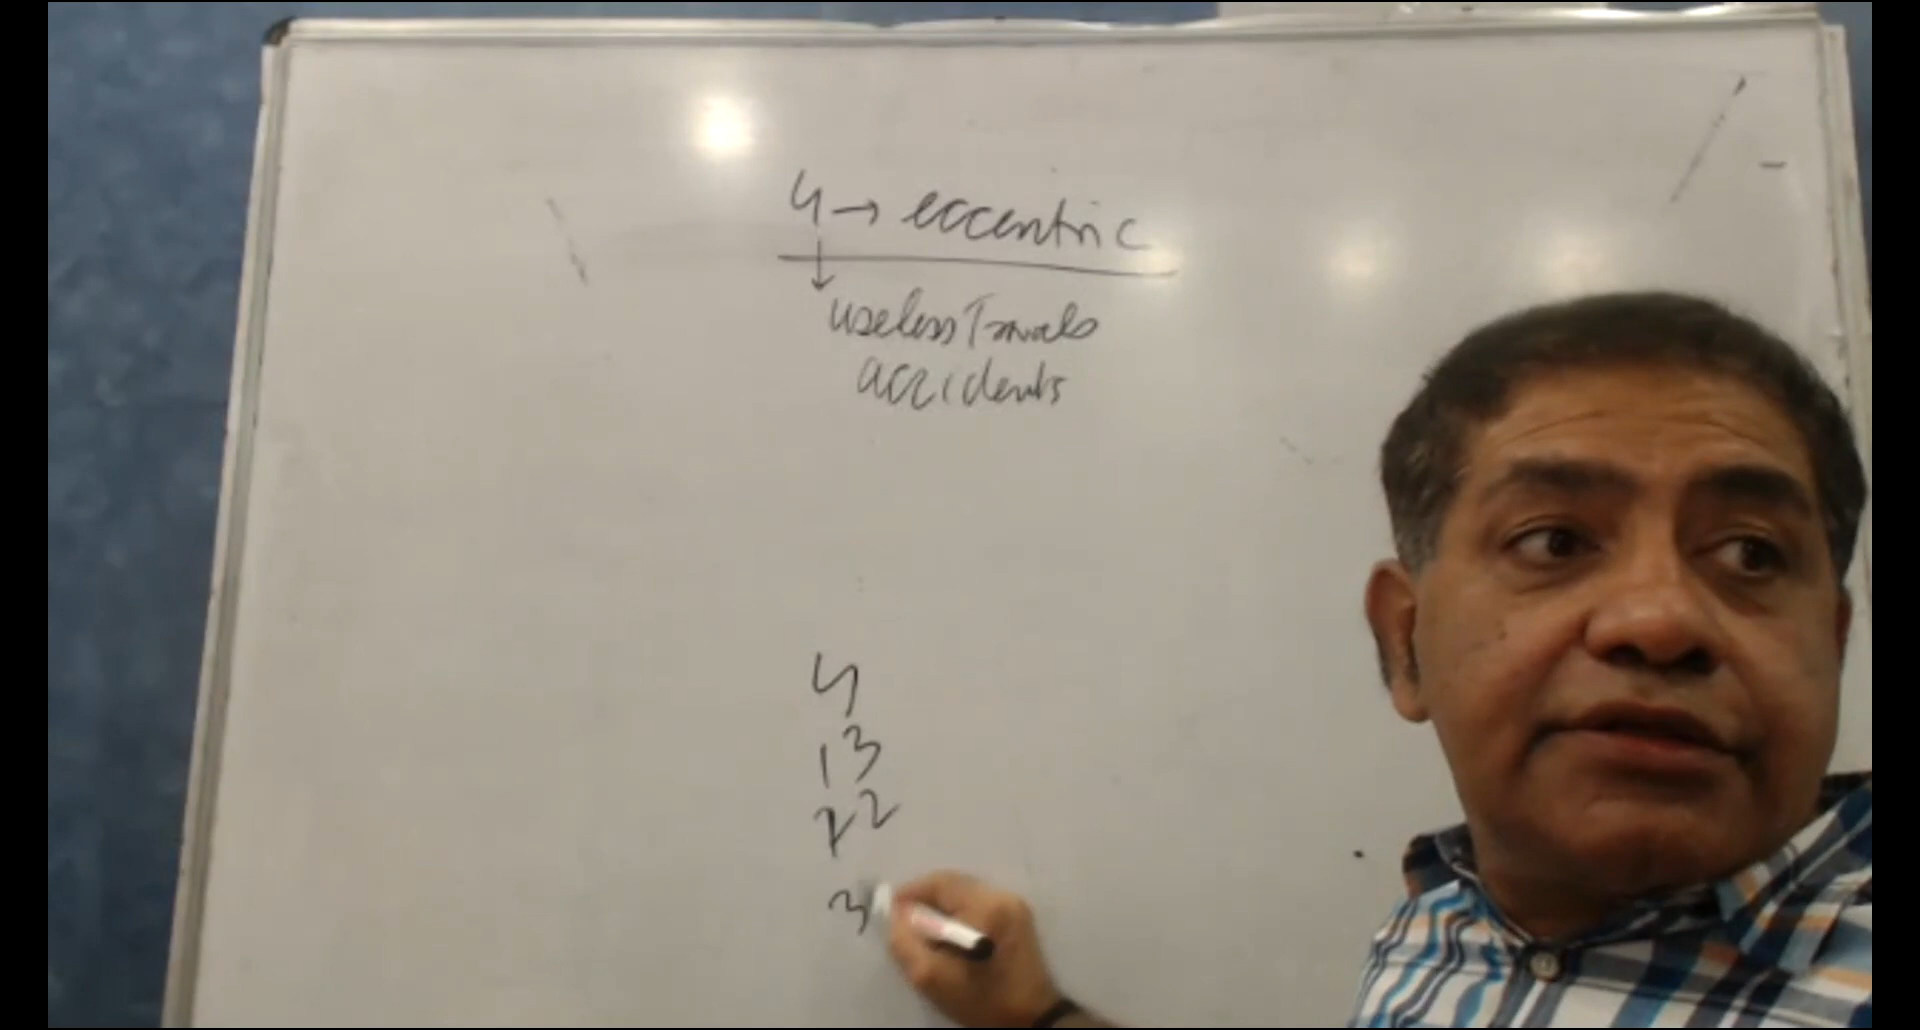 4 → eccentric
↓
useless Travels
accidents
4
13
22
3